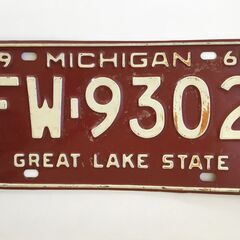 9 MICHIGAN 6
FW-9302
GREAT LAKE STATE